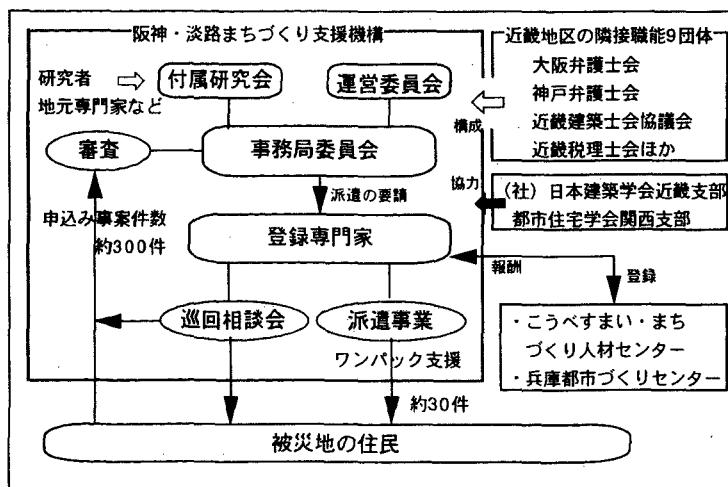 阪神・淡路まちづくり支援機構
近畿地区の隣接職能9団体
大阪弁護士会
神戸弁護士会
近畿建築士会協議会
近畿税理士会ほか
研究者
地元専門家など
付属研究会
運営委員会
構成
審査
事務局委員会
協力
(社)日本建築学会近畿支部
都市住宅学会関西支部
派遣の要請
申込み事案件数
約300件
登録専門家
報酬
登録
巡回相談会
派遣事業
ワンパック支援
・こうべすまい・まち
づくり人材センター
・兵庫都市づくりセンター
約30件
被災地の住民